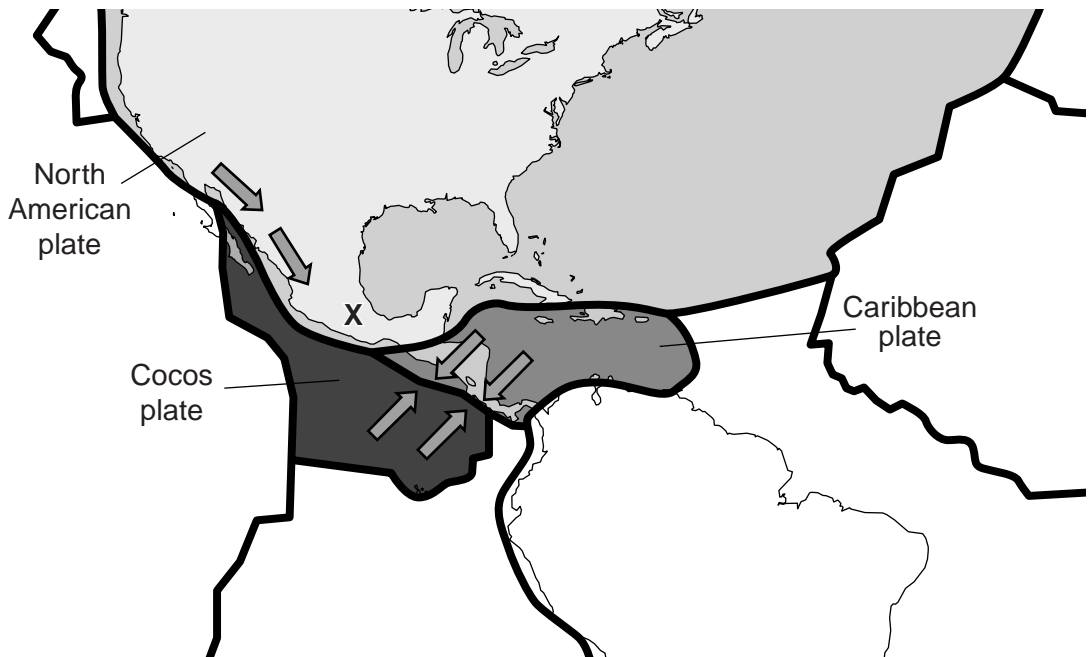 North
American
plate
X
Caribbean
plate
Cocos
plate